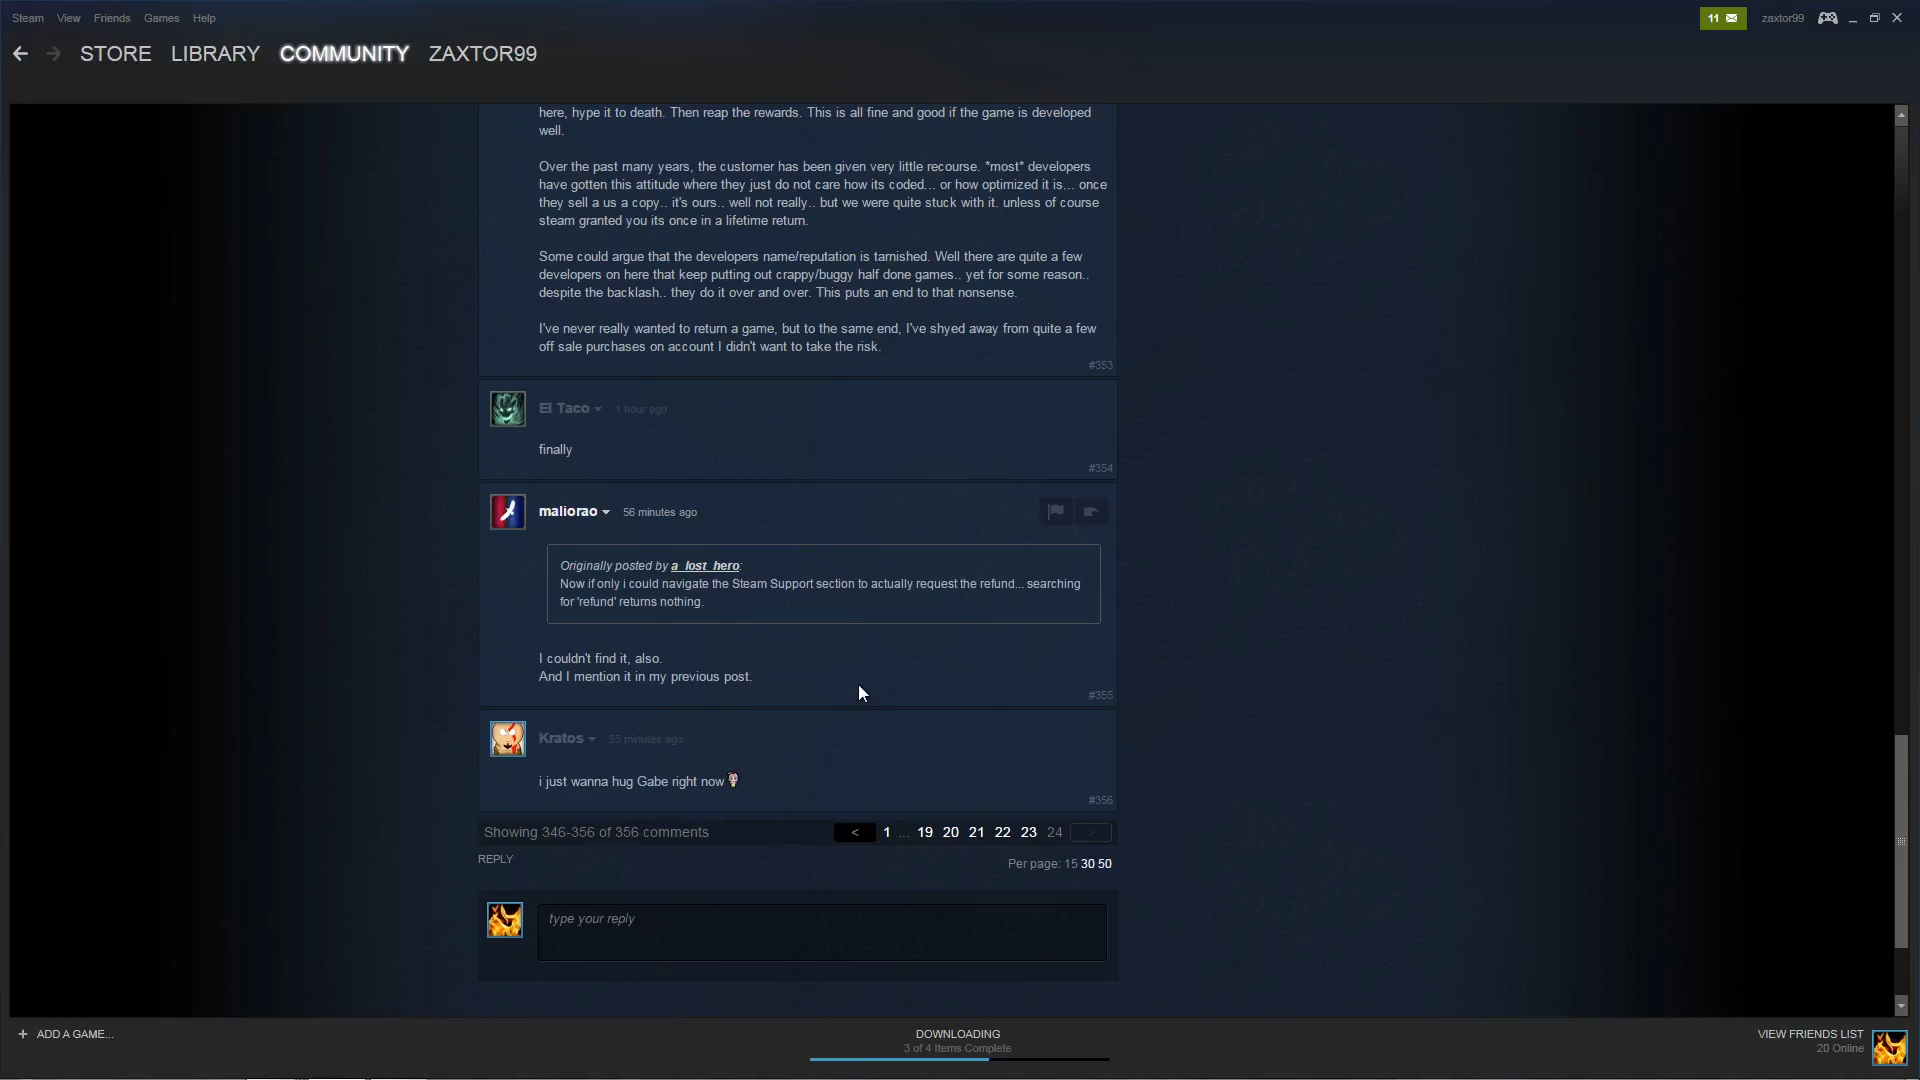 Steam View Friends Games Help
11
zaxtor99
STORE LIBRARY COMMUNITY ZAXTOR99
here, hype it to death. Then reap the rewards. This is all fine and good if the game is developed
well.
Over the past many years, the customer has been given very little recourse. *most* developers
have gotten this attitude where they just do not care how its coded... or how optimized it is... once
they sell a us a copy.. it's ours.. well not really.. but we were quite stuck with it. unless of course
steam granted you its once in a lifetime return.
Some could argue that the developers name/reputation is tarnished. Well there are quite a few
developers on here that keep putting out crappy/buggy half done games.. yet for some reason..
despite the backlash.. they do it over and over. This puts an end to that nonsense.
I've never really wanted to return a game, but to the same end, I've shyed away from quite a few
off sale purchases on account I didn't want to take the risk.
#353
El Taco 1 hour ago
finally
#354
maliorao 56 minutes ago
Originally posted by a_lost_hero:
Now if only i could navigate the Steam Support section to actually request the refund... searching
for 'refund' returns nothing.
I couldn't find it, also.
And I mention it in my previous post.
#355
Kratos 55 minutes ago
i just wanna hug Gabe right now
#356
Showing 346-356 of 356 comments < 1 ... 19 20 21 22 23 24 >
REPLY
Per page: 15 30 50
type your reply
+ ADD A GAME...
DOWNLOADING
3 of 4 Items Complete
VIEW FRIENDS LIST
20 Online